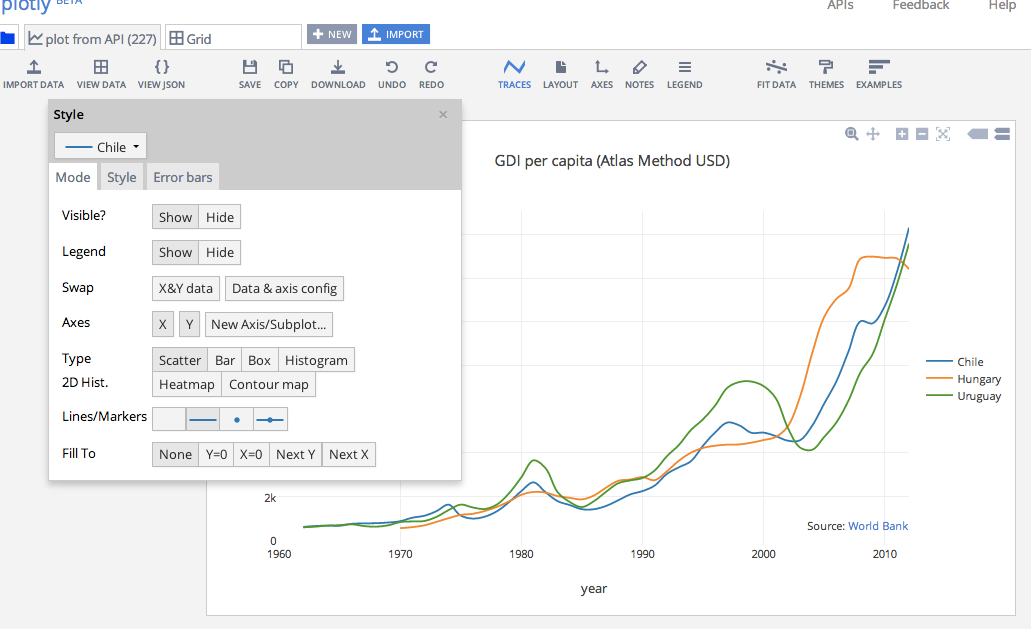 plotly BETA
APIs Feedback Help
plot from API (227) Grid NEW IMPORT
IMPORT DATA VIEW DATA VIEW JSON SAVE COPY DOWNLOAD UNDO REDO TRACES LAYOUT AXES NOTES LEGEND FIT DATA THEMES EXAMPLES
Style
Chile
Mode Style Error bars
Visible? Show Hide
Legend Show Hide
Swap X&Y data Data & axis config
Axes X Y New Axis/Subplot...
Type Scatter Bar Box Histogram
2D Hist. Heatmap Contour map
Lines/Markers
Fill To None Y=0 X=0 Next Y Next X
GDI per capita (Atlas Method USD)
Chile
Hungary
Uruguay
2k
Source: World Bank
0
1960 1970 1980 1990 2000 2010
year